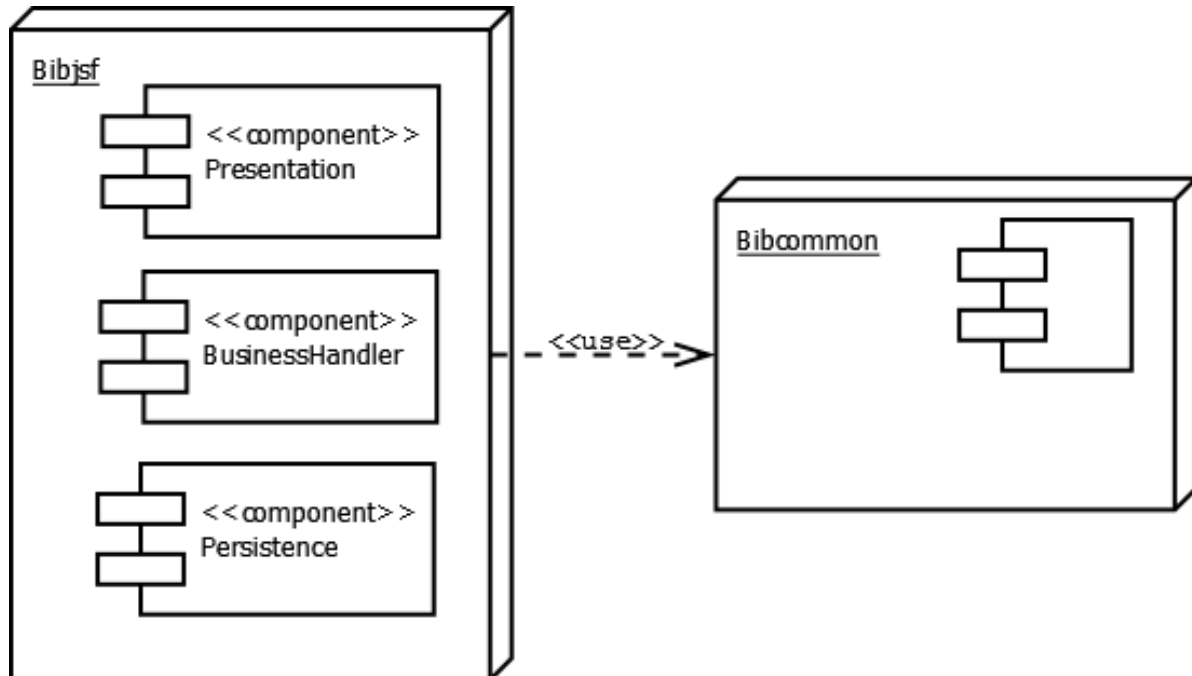 Bibjsf
<<component>>
Presentation
<<component>>
BusinessHandler
<<component>>
Persistence
<<use>>
Bibcommon